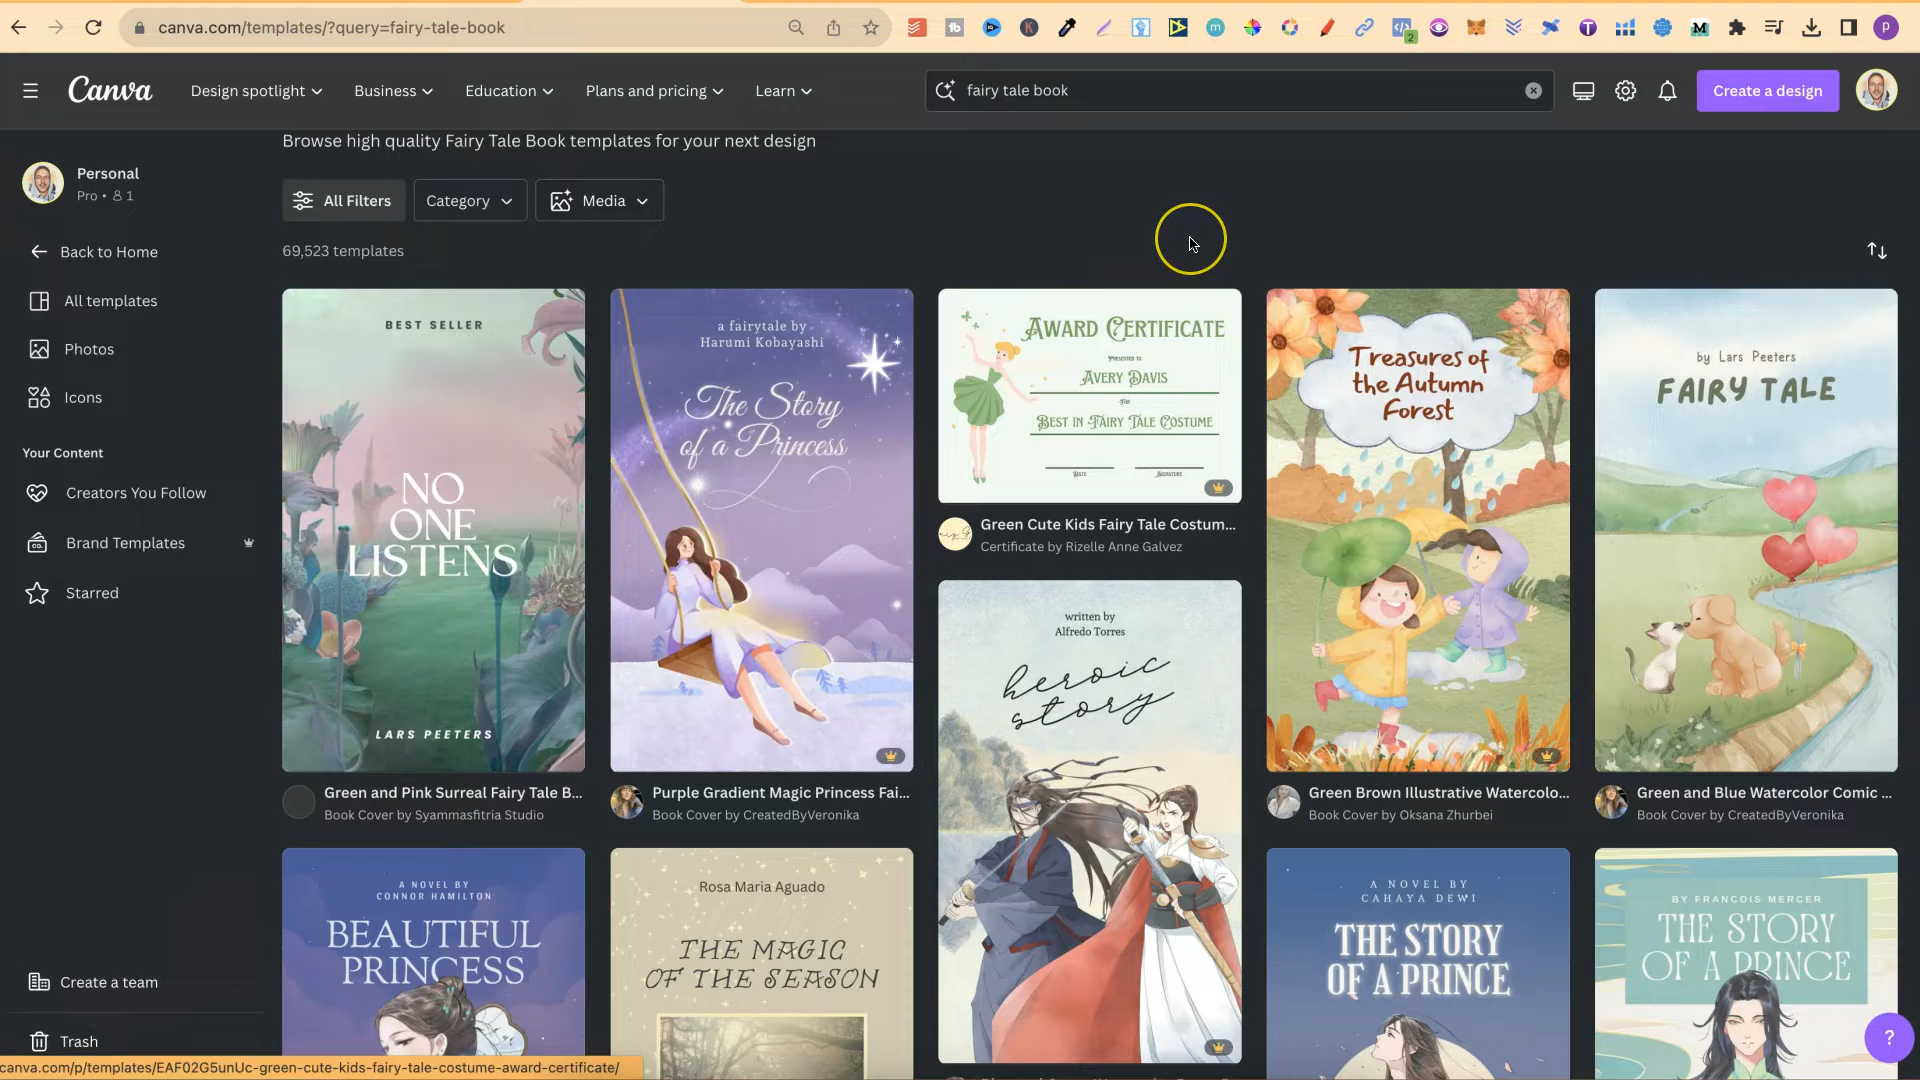 canva.com/templates/?query=fairy-tale-book
Canva
Design spotlight
Business
Education
Plans and pricing
Learn
fairy tale book
Create a design
Browse high quality Fairy Tale Book templates for your next design
Personal
Pro • 1
All Filters
Category
Media
69,523 templates
Back to Home
All templates
Photos
Icons
Your Content
Creators You Follow
Brand Templates
Starred
Create a team
Trash
BEST SELLER
NO
ONE
LISTENS
LARS PEETERS
Green and Pink Surreal Fairy Tale B...
Book Cover by Syammasfitria Studio
a fairytale by
Harumi Kobayashi
The Story
of a Princess
Purple Gradient Magic Princess Fai...
Book Cover by CreatedByVeronika
AWARD CERTIFICATE
PRESENTED TO
AVERY DAVIS
FOR
BEST IN FAIRY TALE COSTUME
DATE
SIGNATURE
Green Cute Kids Fairy Tale Costum...
Certificate by Rizelle Anne Galvez
written by
Alfredo Torres
heroic
story
Treasures of
the Autumn
Forest
Green Brown Illustrative Watercolo...
Book Cover by Oksana Zhurbei
by Lars Peeters
FAIRY TALE
Green and Blue Watercolor Comic ...
Book Cover by CreatedByVeronika
A NOVEL BY
CONNOR HAMILTON
BEAUTIFUL
PRINCESS
Rosa Maria Aguado
THE MAGIC
OF THE SEASON
A NOVEL BY
CAHAYA DEWI
THE STORY
OF A PRINCE
BY FRANCOIS MERCER
THE STORY
OF A PRINCE
?
canva.com/p/templates/EAF02G5unUc-green-cute-kids-fairy-tale-costume-award-certificate/